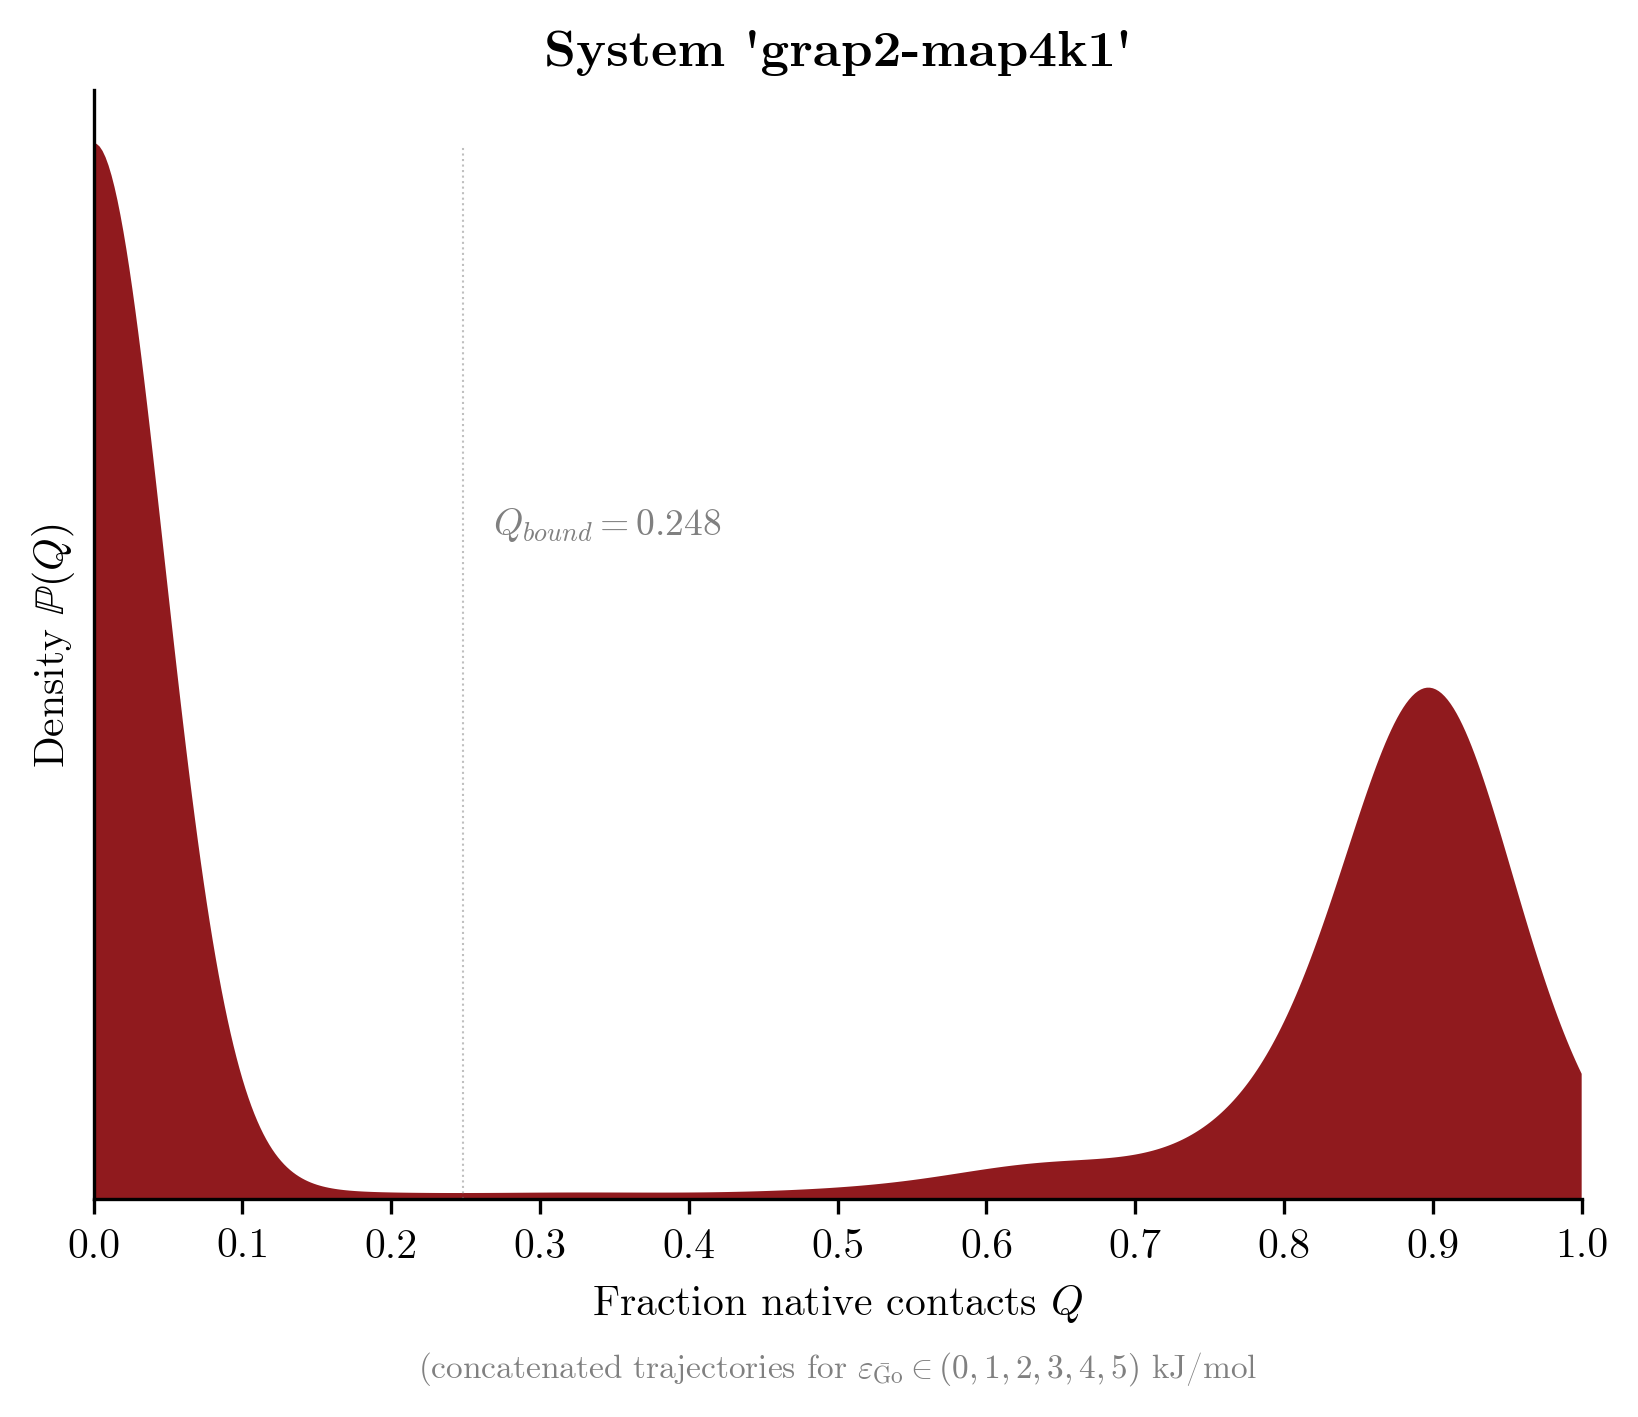 System 'grap2-map4k1'
Density ℙ(Q)
Q_bound = 0.248
0.0 0.1 0.2 0.3 0.4 0.5 0.6 0.7 0.8 0.9 1.0
Fraction native contacts Q
(concatenated trajectories for ε_Ḡo ∈ (0, 1, 2, 3, 4, 5) kJ/mol